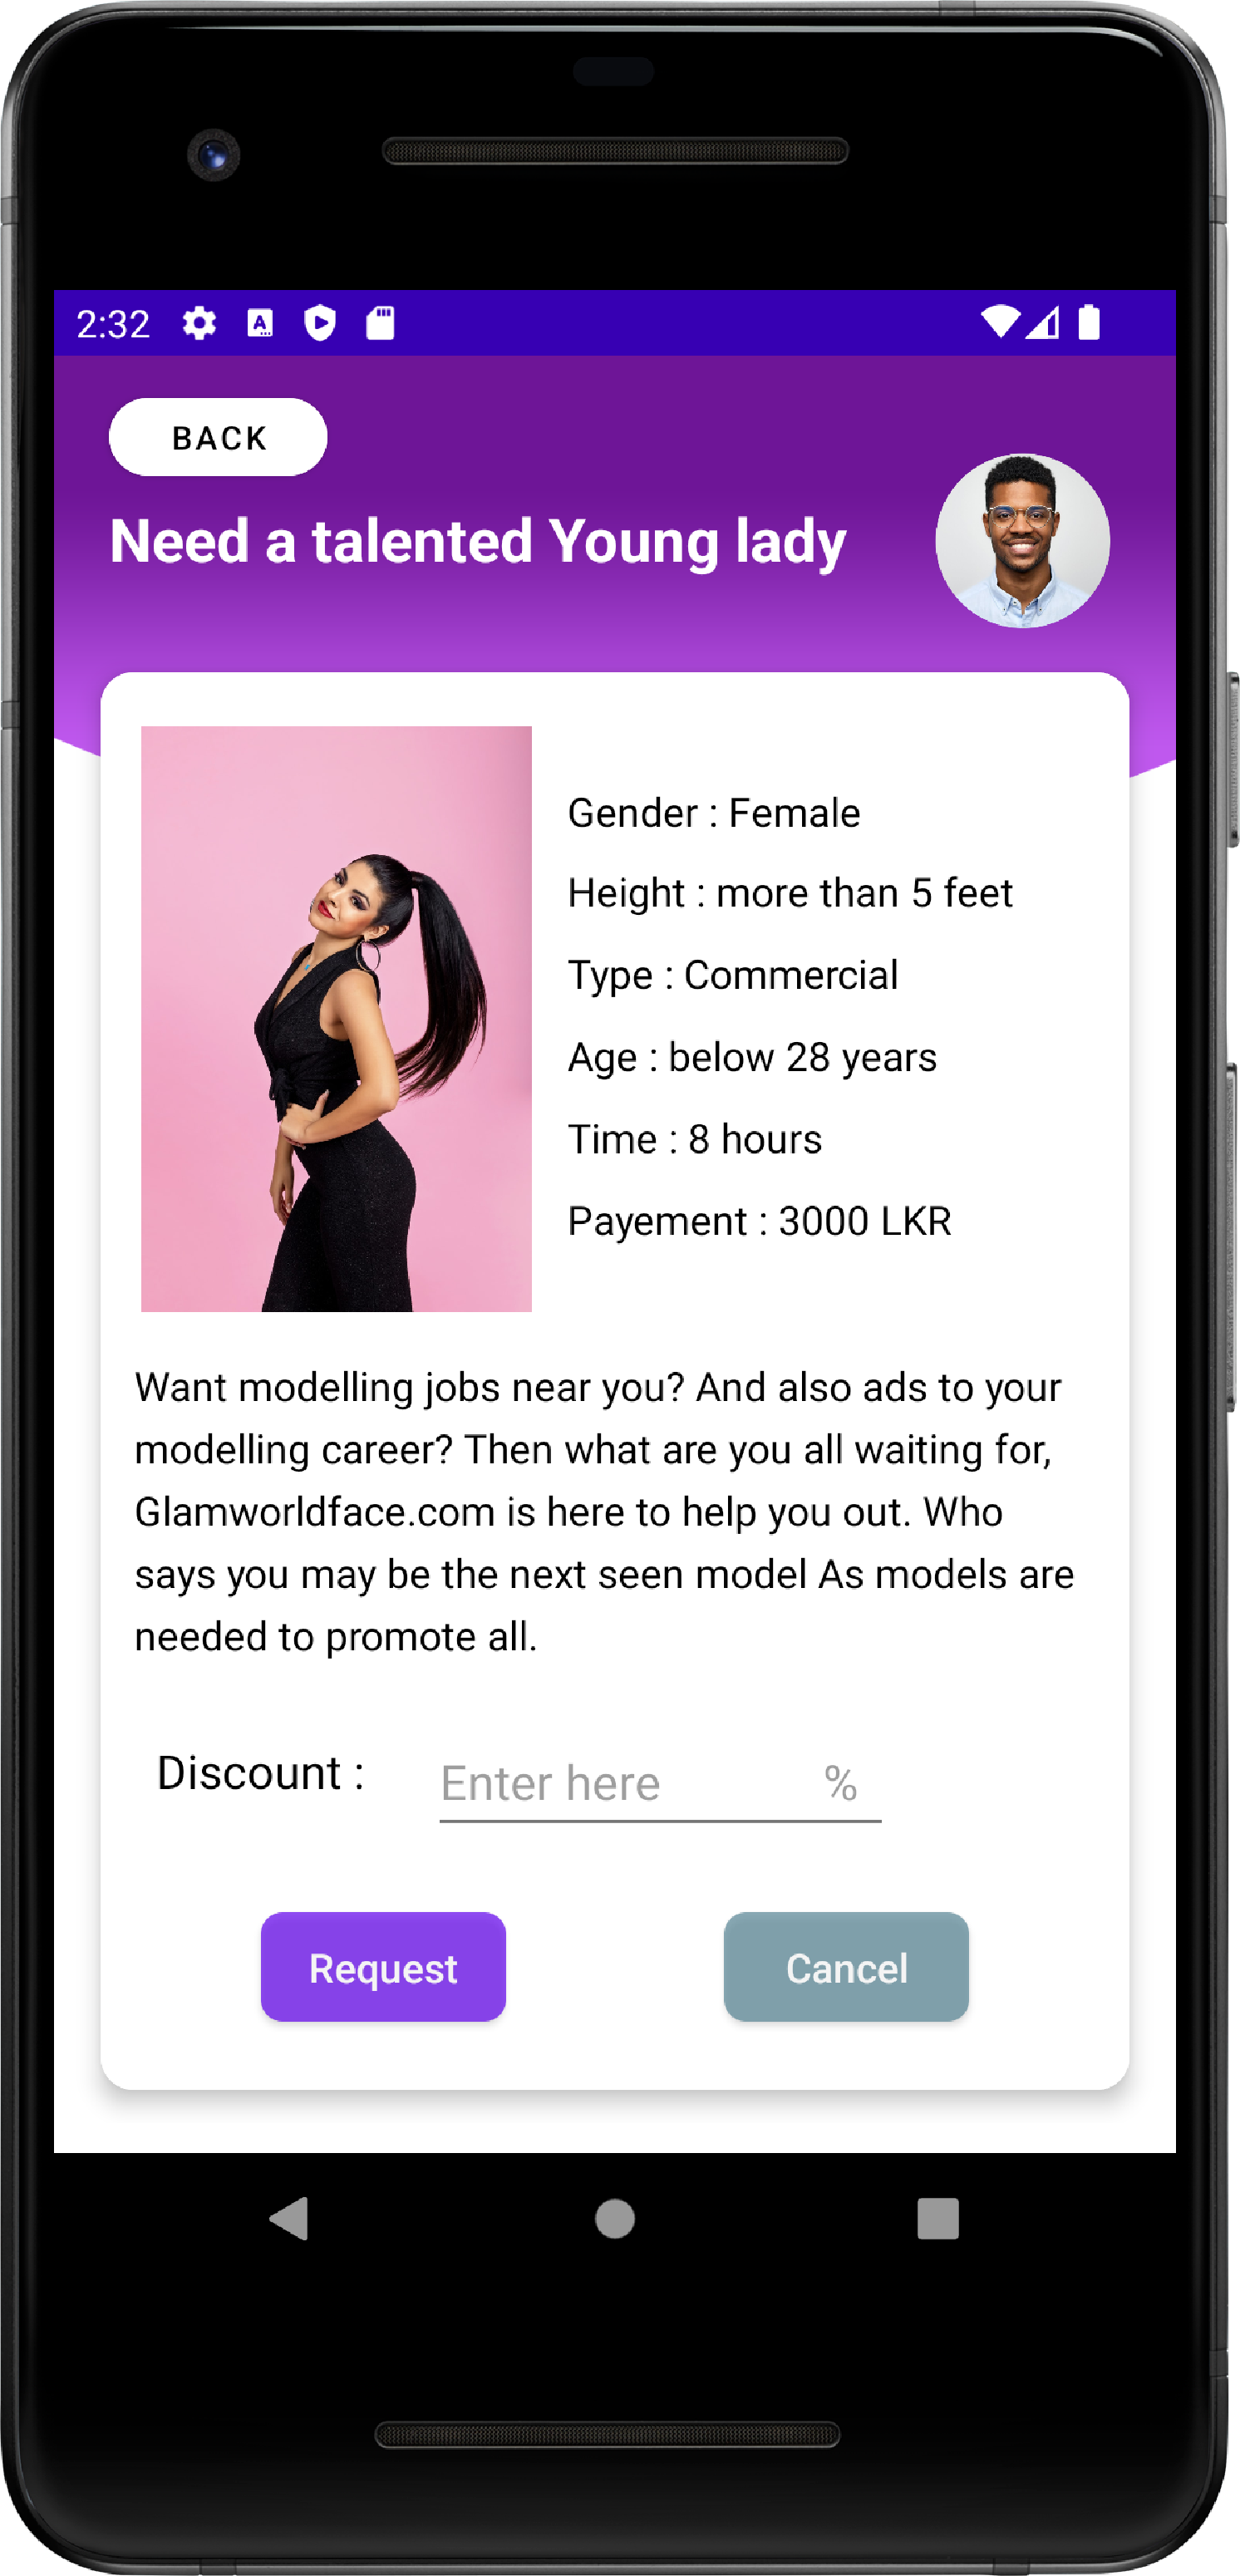 2:32
BACK
Need a talented Young lady
Gender : Female
Height : more than 5 feet
Type : Commercial
Age : below 28 years
Time : 8 hours
Payement : 3000 LKR
Want modelling jobs near you? And also ads to your
modelling career? Then what are you all waiting for,
Glamworldface.com is here to help you out. Who
says you may be the next seen model As models are
needed to promote all.
Discount : Enter here %
Request Cancel